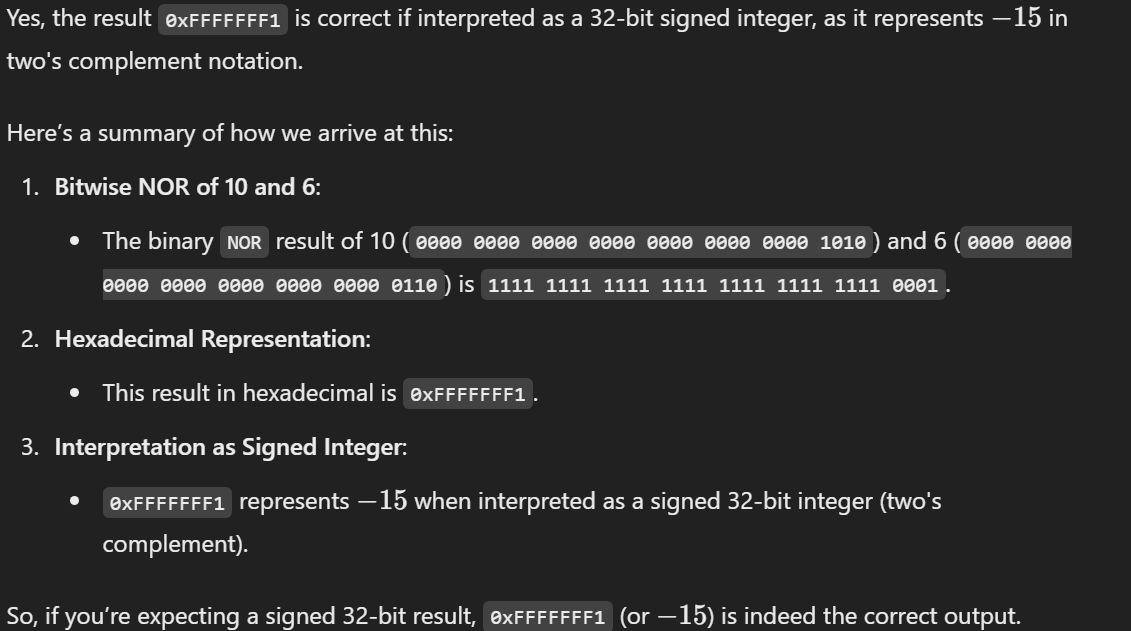 Yes, the result 0xFFFFFFF1 is correct if interpreted as a 32-bit signed integer, as it represents −15 in
two's complement notation.
Here’s a summary of how we arrive at this:
1. Bitwise NOR of 10 and 6:
• The binary NOR result of 10 ( 0000 0000 0000 0000 0000 0000 0000 1010 ) and 6 ( 0000 0000
0000 0000 0000 0000 0000 0110 ) is 1111 1111 1111 1111 1111 1111 1111 0001 .
2. Hexadecimal Representation:
• This result in hexadecimal is 0xFFFFFFF1 .
3. Interpretation as Signed Integer:
• 0xFFFFFFF1 represents −15 when interpreted as a signed 32-bit integer (two's
complement).
So, if you’re expecting a signed 32-bit result, 0xFFFFFFF1 (or −15) is indeed the correct output.